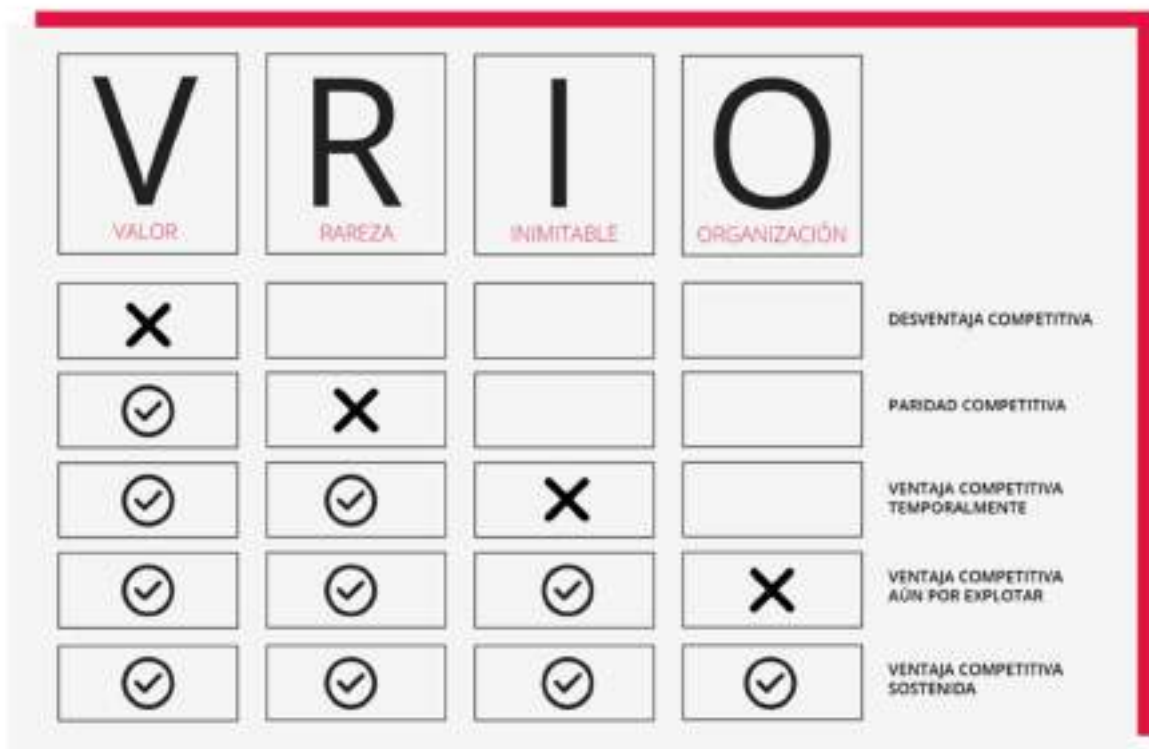 V
VALOR
R
RAREZA
I
INIMITABLE
O
ORGANIZACIÓN
DESVENTAJA COMPETITIVA
PARIDAD COMPETITIVA
VENTAJA COMPETITIVA
TEMPORALMENTE
VENTAJA COMPETITIVA
AÚN POR EXPLOTAR
VENTAJA COMPETITIVA
SOSTENIDA